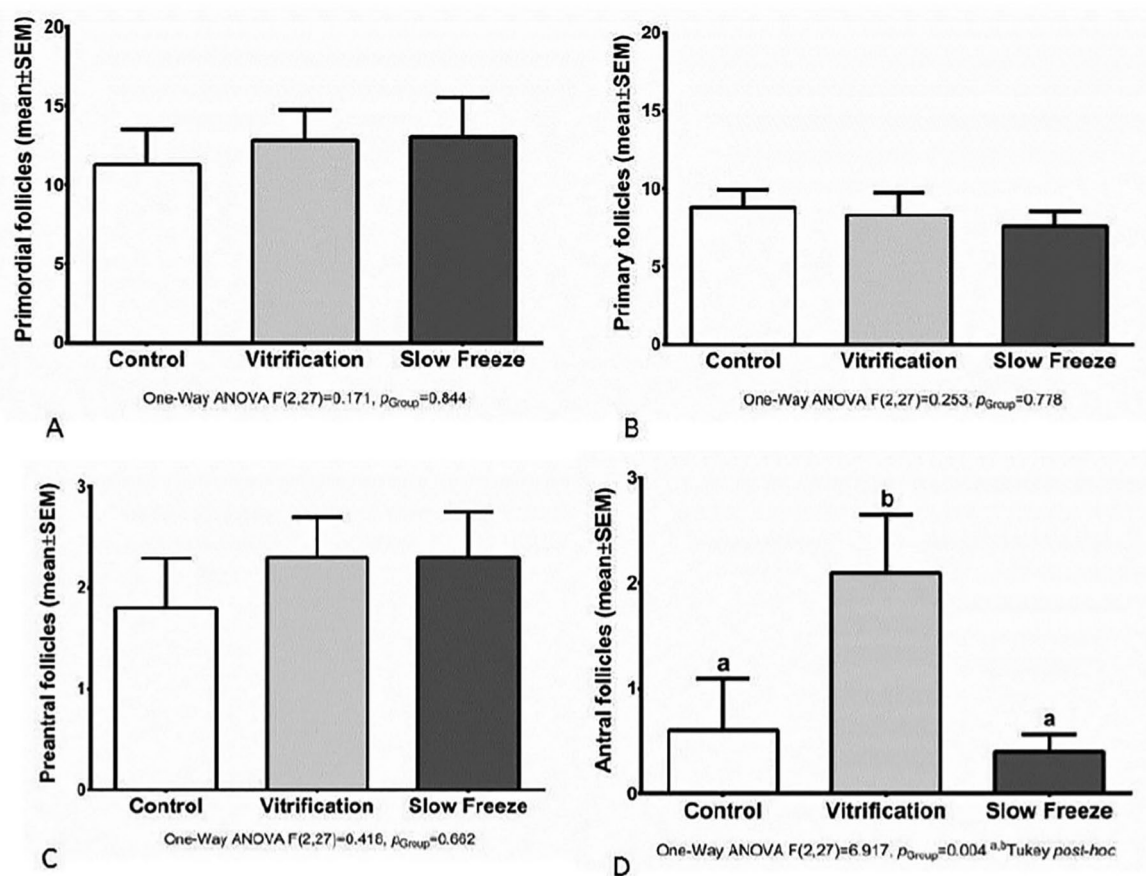 Primordial follicles (mean±SEM)
20
15
10
5
0
Control Vitrification Slow Freeze
One-Way ANOVA F(2,27)=0.171, pGroup=0.844
A
Primary follicles (mean±SEM)
20
15
10
5
0
Control Vitrification Slow Freeze
One-Way ANOVA F(2,27)=0.253, pGroup=0.778
B
Preantral follicles (mean±SEM)
3
2
1
0
Control Vitrification Slow Freeze
One-Way ANOVA F(2,27)=0.418, pGroup=0.662
C
Antral follicles (mean±SEM)
3
2
1
0
a
b
a
Control Vitrification Slow Freeze
One-Way ANOVA F(2,27)=6.917, pGroup=0.004 a,bTukey post-hoc
D